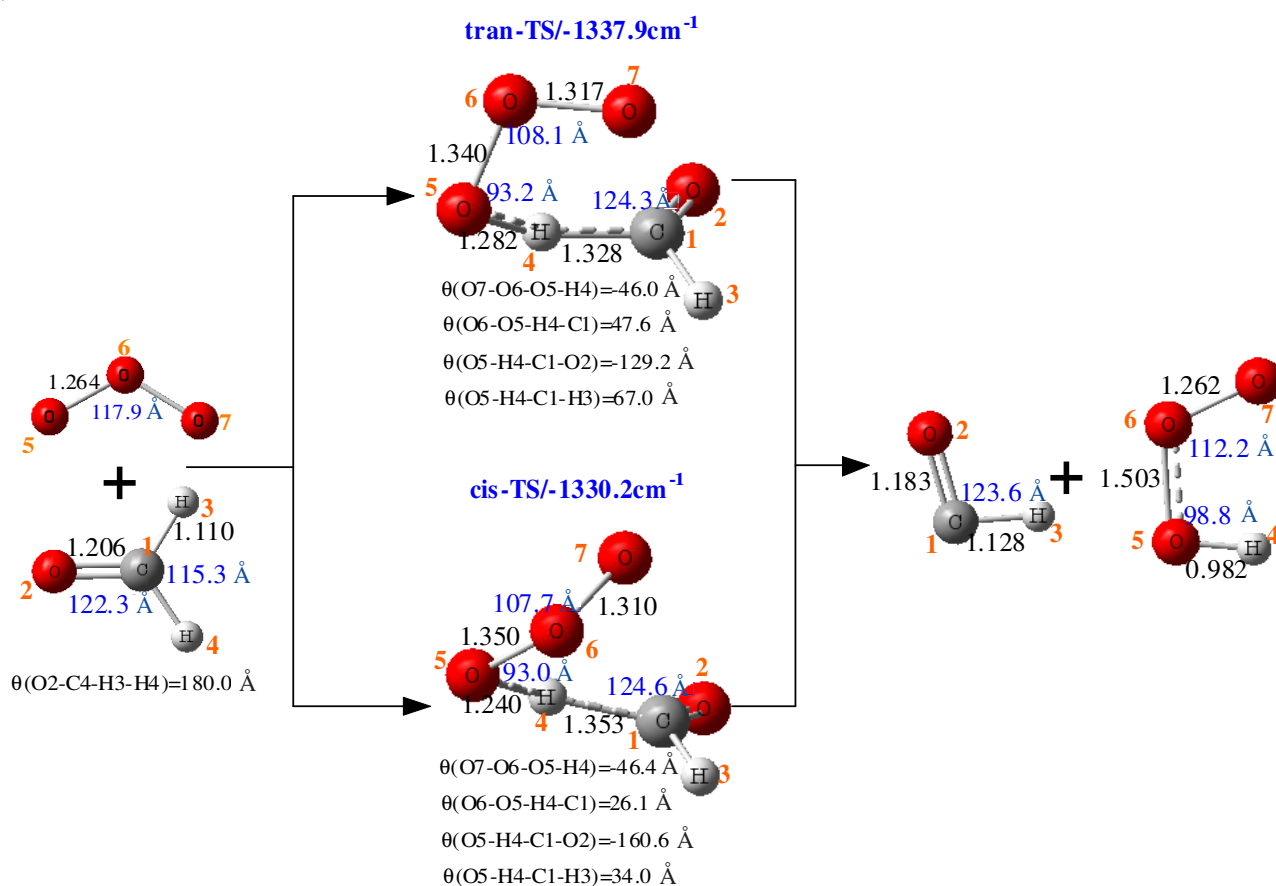 tran-TS/-1337.9cm-1
7
6
O
1.317
O
108.1 Å
1.340
5
93.2 Å
124.3Å
O
O
2
H
C
1
1.282
1.328
4
H
3
θ(O7-O6-O5-H4)=-46.0 Å
θ(O6-O5-H4-C1)=47.6 Å
θ(O5-H4-C1-O2)=-129.2 Å
θ(O5-H4-C1-H3)=67.0 Å
6
1.264
O
117.9 Å
O
O
5
7
+
H
3
1.206
1
1.110
2
O
C
115.3 Å
122.3 Å
H
4
θ(O2-C4-H3-H4)=180.0 Å
cis-TS/-1330.2cm-1
7
O
107.7 Å
1.310
1.350
O
6
5
O
93.0 Å
124.6 Å
2
H
O
1.240
4
1.353
C
1
H
3
θ(O7-O6-O5-H4)=-46.4 Å
θ(O6-O5-H4-C1)=26.1 Å
θ(O5-H4-C1-O2)=-160.6 Å
θ(O5-H4-C1-H3)=34.0 Å
O
2
1.183
123.6 Å
C
H
1
1.128
3
+
1.262
O
7
6
O
112.2 Å
1.503
98.8 Å
5
O
H
4
0.982